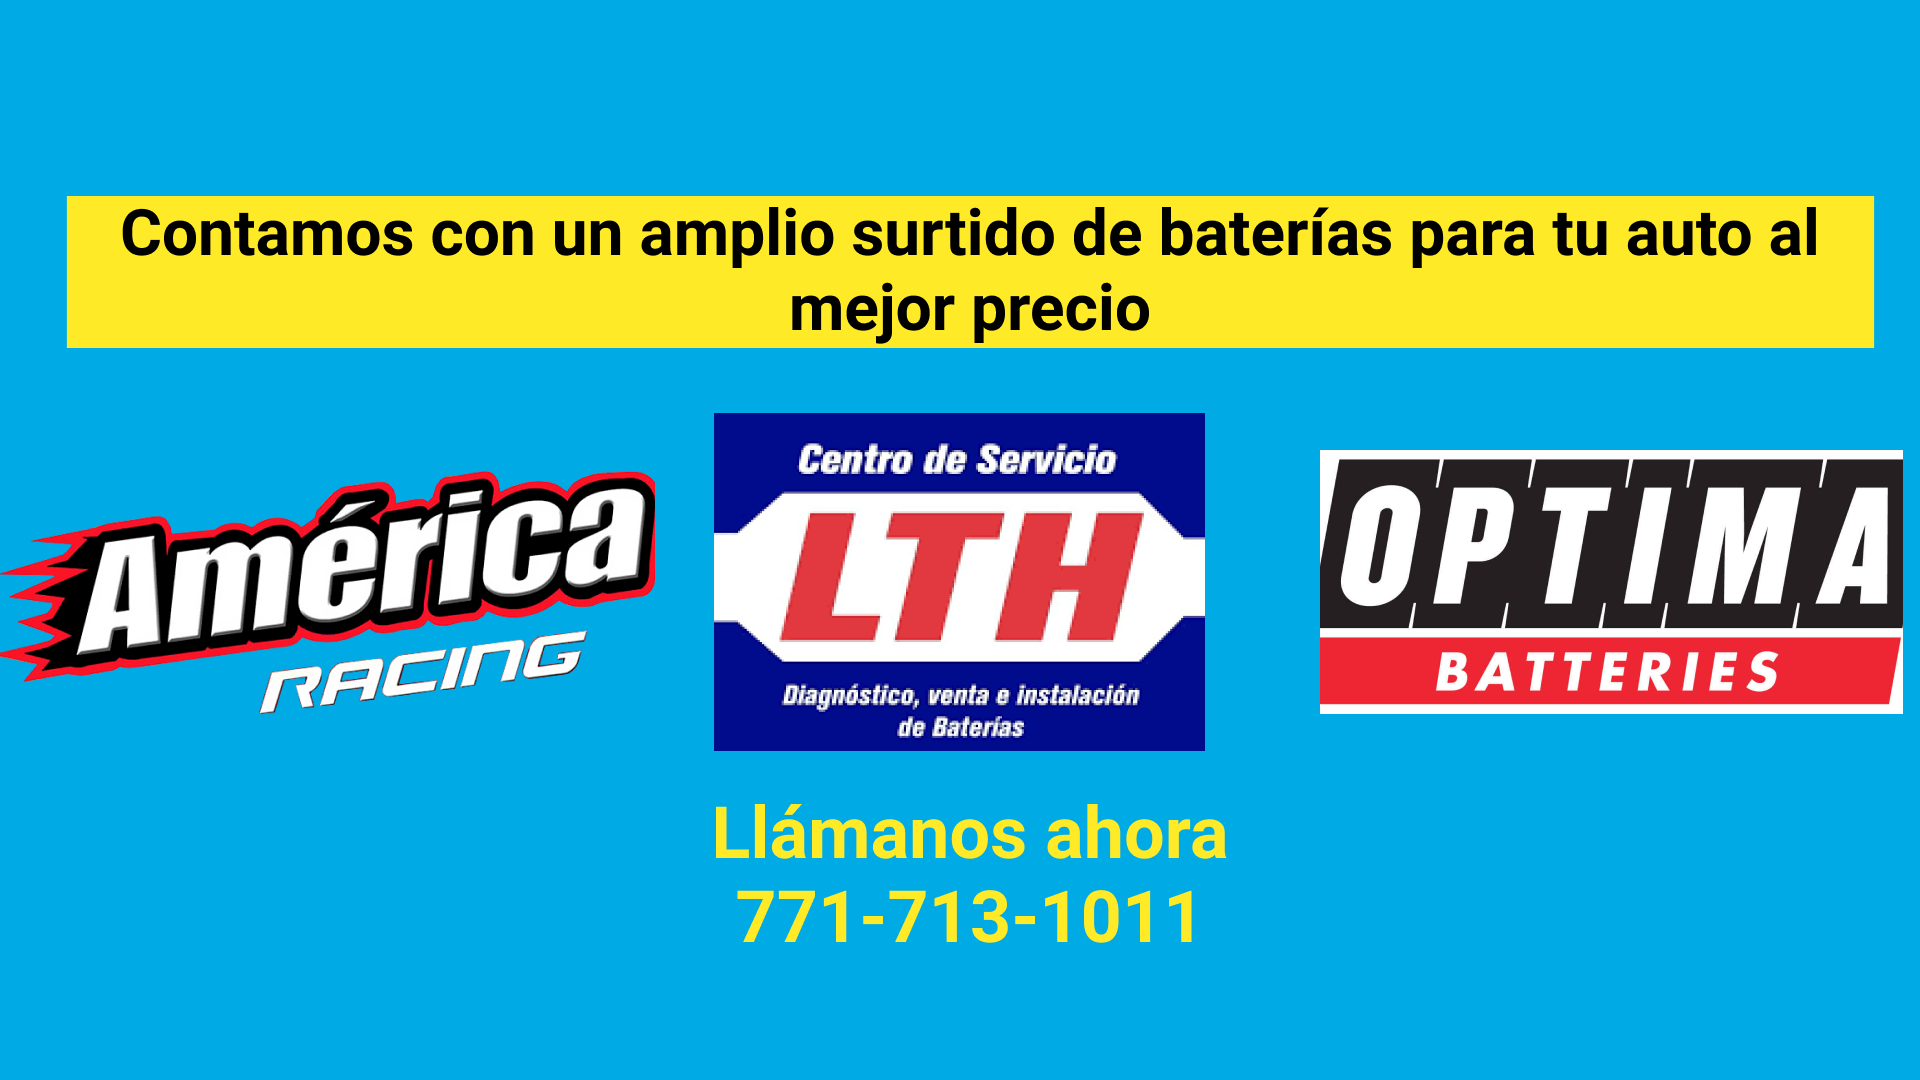 Contamos con un amplio surtido de baterías para tu auto al
mejor precio
América
RACING
Centro de Servicio
LTH
Diagnóstico, venta e instalación
de Baterías
OPTIMA
BATTERIES
Llámanos ahora
771-713-1011